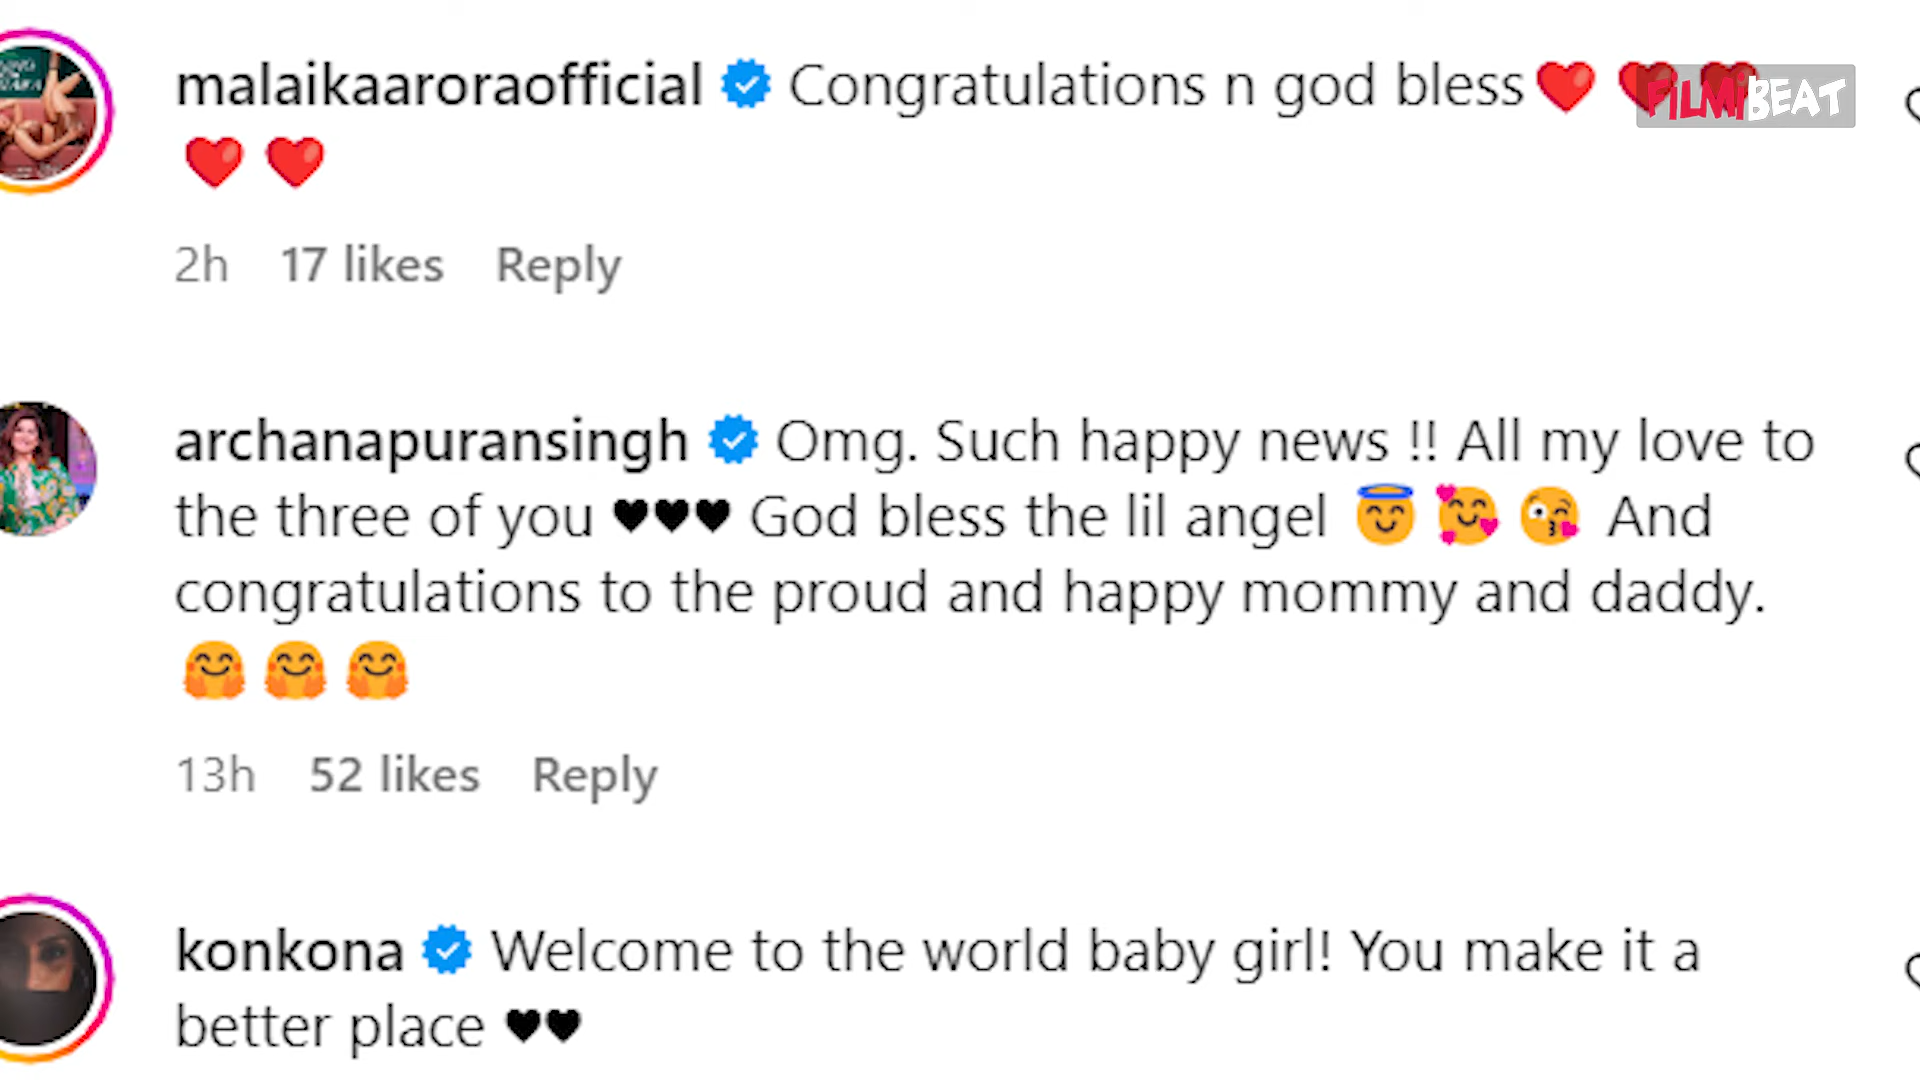 malaikaaroraofficial Congratulations n god bless❤️ ❤️ ❤️
❤️ ❤️
FiLMiBEAT
2h 17 likes Reply
archanapuransingh Omg. Such happy news !! All my love to
the three of you ♥♥♥ God bless the lil angel 😇 🥰 😘 And
congratulations to the proud and happy mommy and daddy.
🤗 🤗 🤗
13h 52 likes Reply
konkona Welcome to the world baby girl! You make it a
better place ♥♥